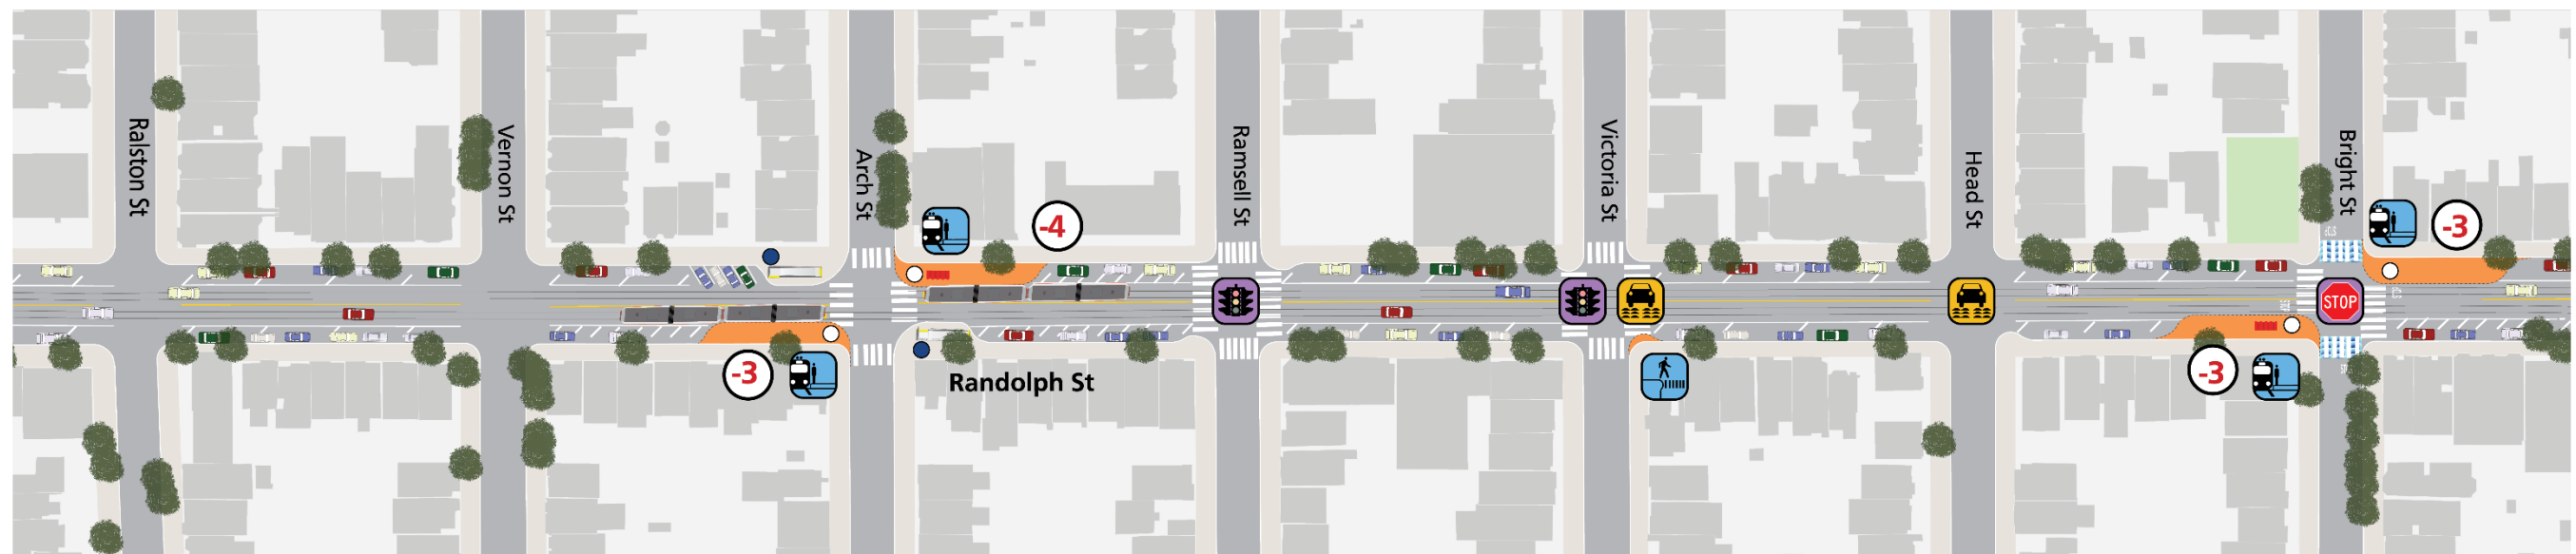 Ralston St
Vernon St
Arch St
-4
Ramsell St
Victoria St
Head St
Bright St
-3
STOP
-3
Randolph St
-3